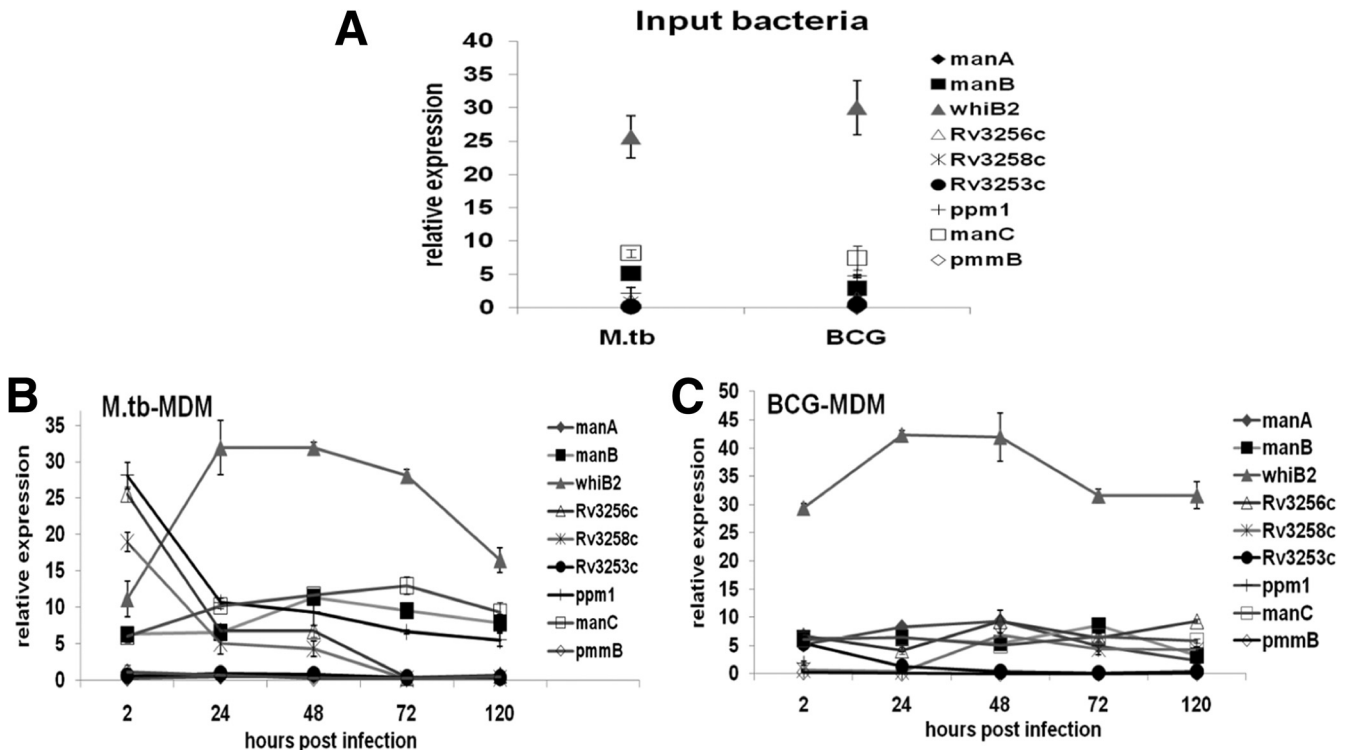 A
Input bacteria
relative expression
40
35
30
25
20
15
10
5
0
M.tb
BCG
manA
manB
whiB2
Rv3256c
Rv3258c
Rv3253c
ppm1
manC
pmmB
B
M.tb-MDM
relative expression
35
30
25
20
15
10
5
0
2 24 48 72 120
hours post infection
manA
manB
whiB2
Rv3256c
Rv3258c
Rv3253c
ppm1
manC
pmmB
C
BCG-MDM
relative expression
50
45
40
35
30
25
20
15
10
5
0
2 24 48 72 120
hours post infection
manA
manB
whiB2
Rv3256c
Rv3258c
Rv3253c
ppm1
manC
pmmB